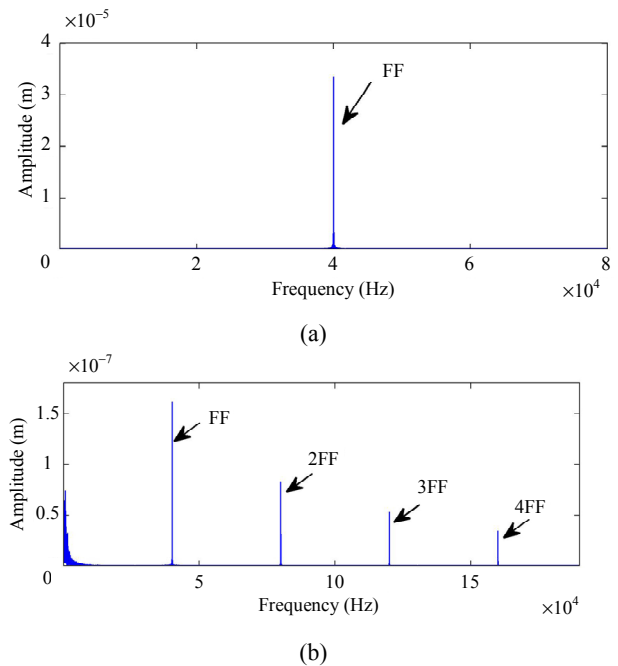 ×10⁻⁵
4
3
2
1
0
Amplitude (m)
FF
2 4 6 8
Frequency (Hz)
×10⁴
(a)
×10⁻⁷
1.5
1
0.5
0
Amplitude (m)
FF
2FF
3FF
4FF
5 10 15
Frequency (Hz)
×10⁴
(b)